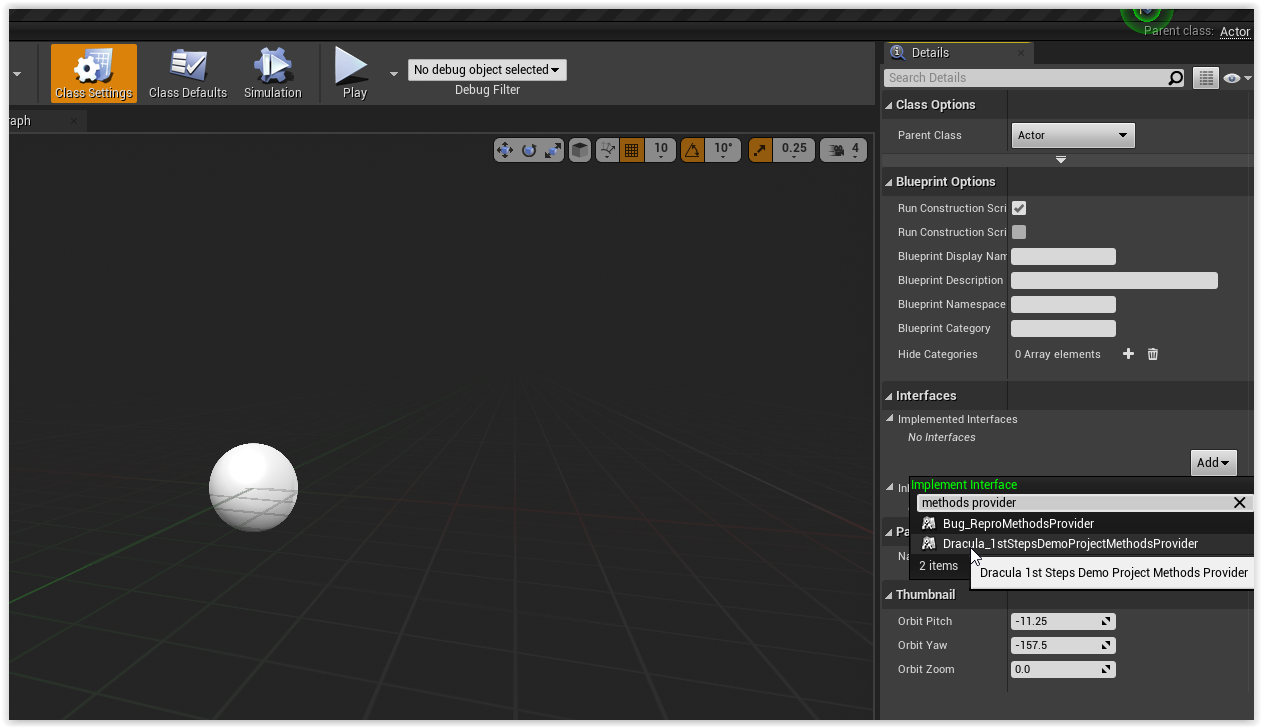 Parent class: Actor
Details
Class Settings
Class Defaults
Simulation
Play
No debug object selected
Debug Filter
Search Details
raph
Class Options
Parent Class
Actor
10
10°
0.25
4
Blueprint Options
Run Construction Scri
Run Construction Scri
Blueprint Display Nam
Blueprint Description
Blueprint Namespace
Blueprint Category
Hide Categories
0 Array elements
Interfaces
Implemented Interfaces
No Interfaces
Add
Inl
Implement Interface
methods provider
Bug_ReproMethodsProvider
Pa
Dracula_1stStepsDemoProjectMethodsProvider
Na
2 items
Dracula 1st Steps Demo Project Methods Provider
Thumbnail
Orbit Pitch
-11.25
Orbit Yaw
-157.5
Orbit Zoom
0.0